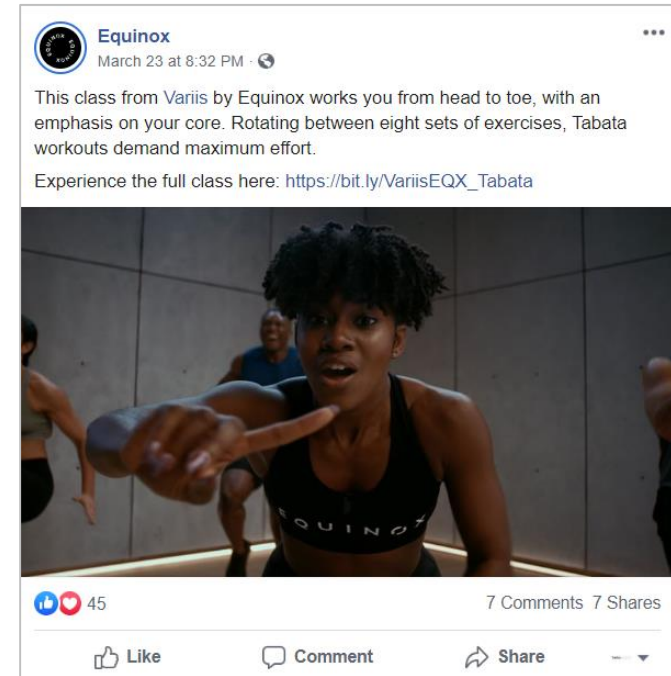 Equinox
March 23 at 8:32 PM ·
This class from Variis by Equinox works you from head to toe, with an
emphasis on your core. Rotating between eight sets of exercises, Tabata
workouts demand maximum effort.
Experience the full class here: https://bit.ly/VariisEQX_Tabata
EQUINOX
45
7 Comments 7 Shares
Like
Comment
Share